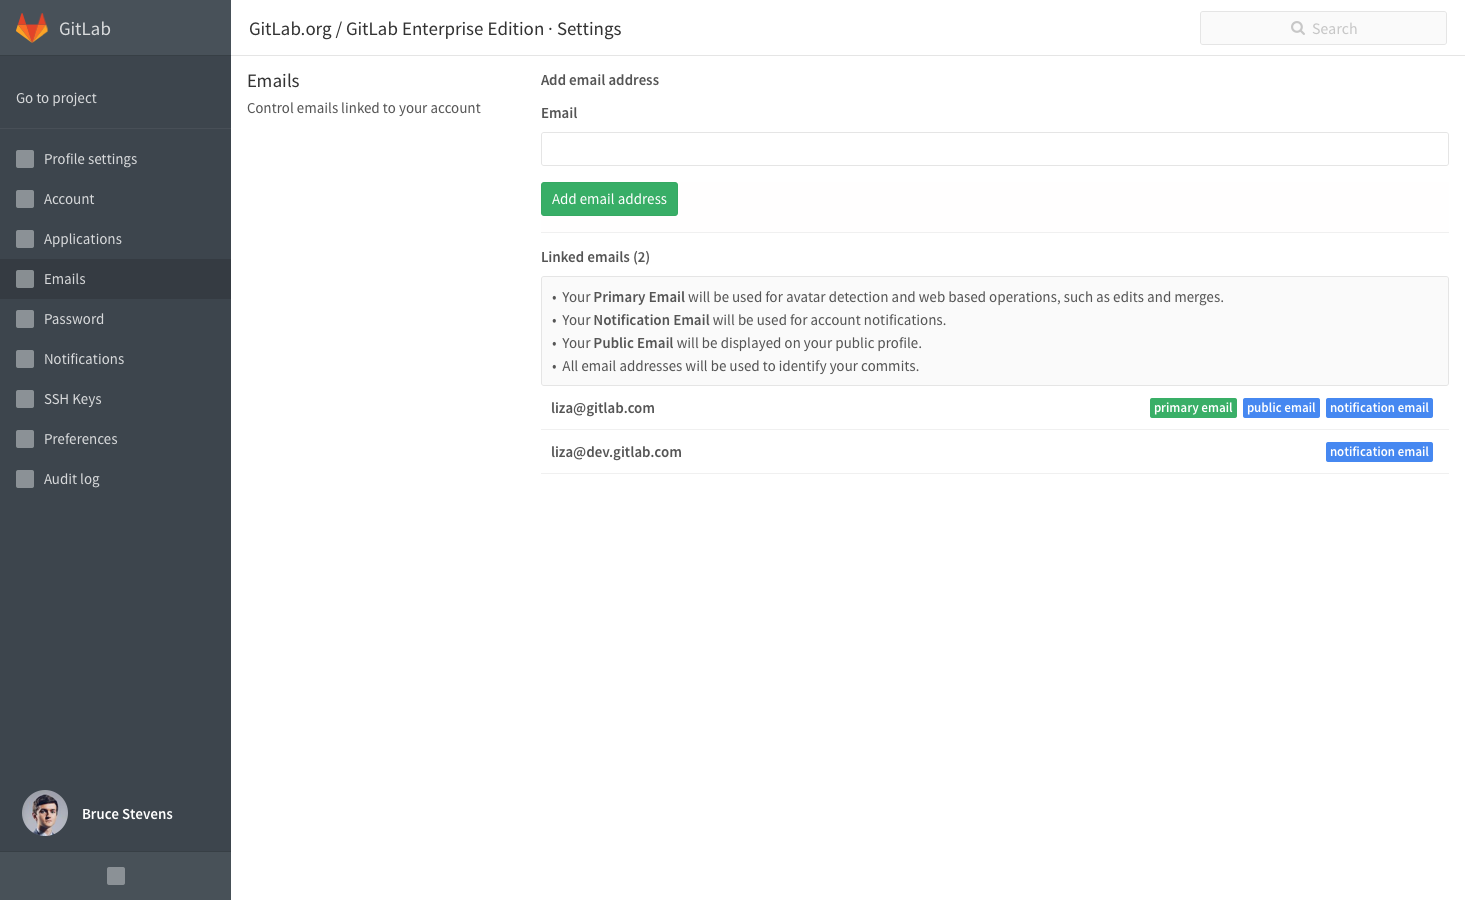 GitLab
GitLab.org / GitLab Enterprise Edition · Settings
Search
Go to project
Profile settings
Account
Applications
Emails
Password
Notifications
SSH Keys
Preferences
Audit log
Bruce Stevens
Emails
Control emails linked to your account
Add email address
Email
Add email address
Linked emails (2)
• Your Primary Email will be used for avatar detection and web based operations, such as edits and merges.
• Your Notification Email will be used for account notifications.
• Your Public Email will be displayed on your public profile.
• All email addresses will be used to identify your commits.
liza@gitlab.com primary email public email notification email
liza@dev.gitlab.com notification email